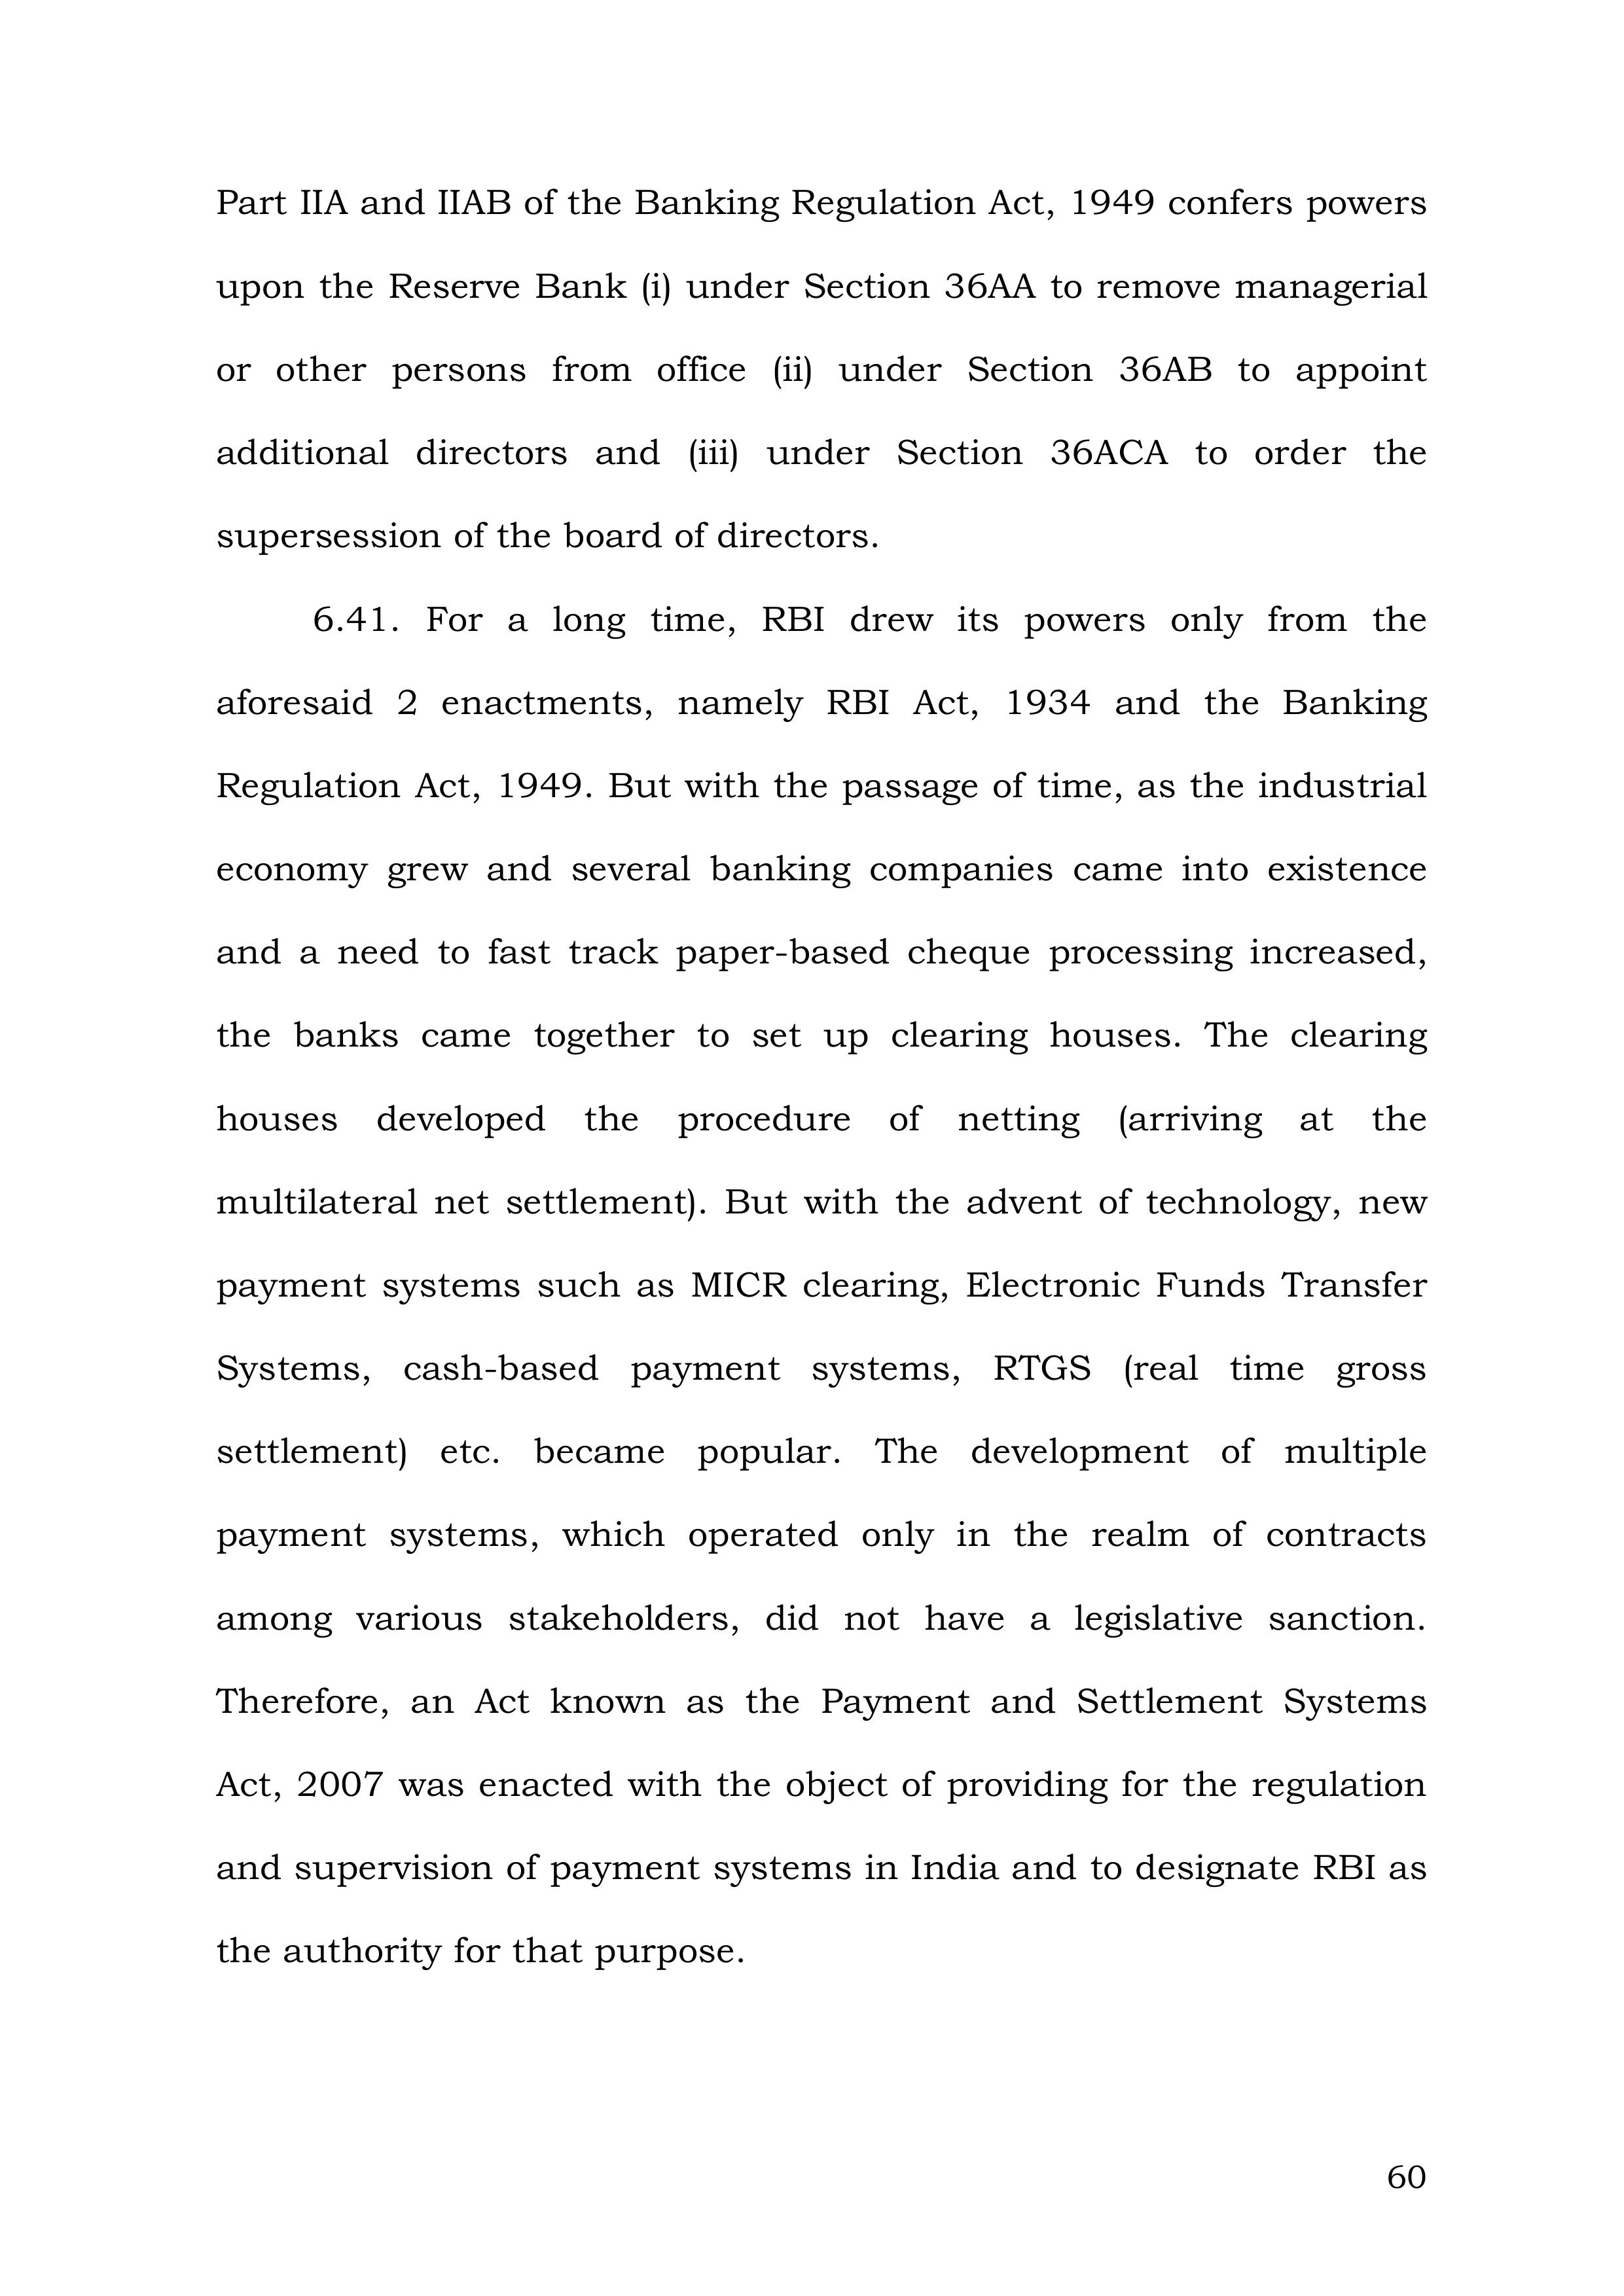 Part IIA and IIAB of the Banking Regulation Act, 1949 confers powers
upon the Reserve Bank (i) under Section 36AA to remove managerial
or other persons from office (ii) under Section 36AB to appoint
additional directors and (iii) under Section 36ACA to order the
supersession of the board of directors.
6.41. For a long time, RBI drew its powers only from the
aforesaid 2 enactments, namely RBI Act, 1934 and the Banking
Regulation Act, 1949. But with the passage of time, as the industrial
economy grew and several banking companies came into existence
and a need to fast track paper-based cheque processing increased,
the banks came together to set up clearing houses. The clearing
houses developed the procedure of netting (arriving at the
multilateral net settlement). But with the advent of technology, new
payment systems such as MICR clearing, Electronic Funds Transfer
Systems, cash-based payment systems, RTGS (real time gross
settlement) etc. became popular. The development of multiple
payment systems, which operated only in the realm of contracts
among various stakeholders, did not have a legislative sanction.
Therefore, an Act known as the Payment and Settlement Systems
Act, 2007 was enacted with the object of providing for the regulation
and supervision of payment systems in India and to designate RBI as
the authority for that purpose.
60